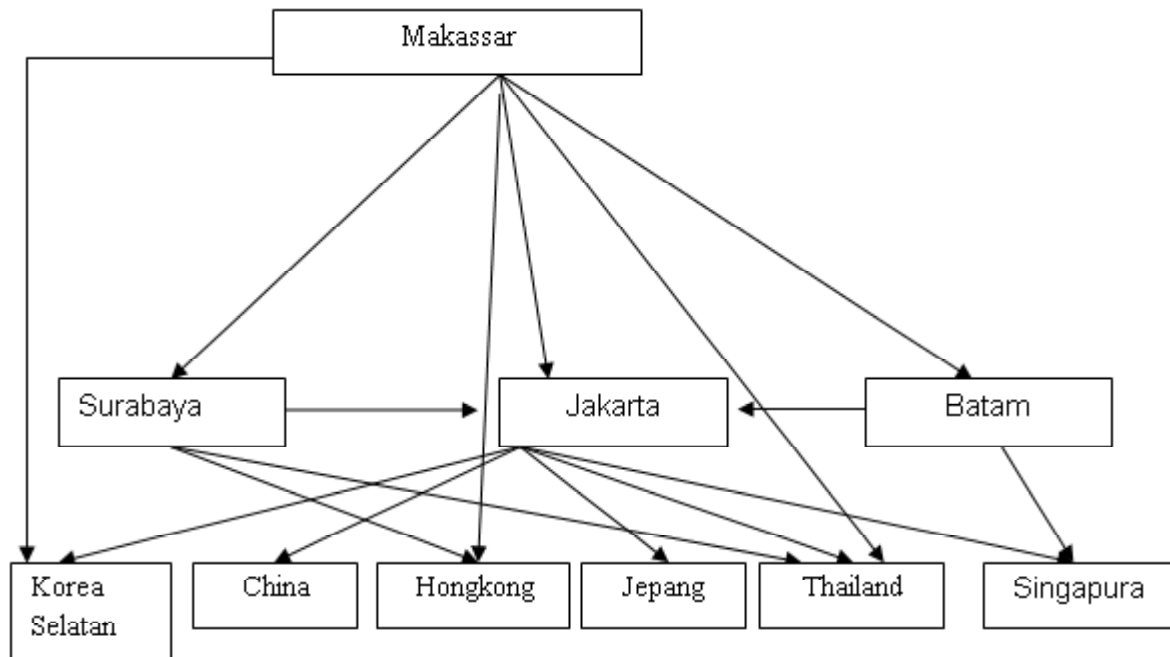 Makassar
Surabaya
Jakarta
Batam
Korea
Selatan
China
Hongkong
Jepang
Thailand
Singapura